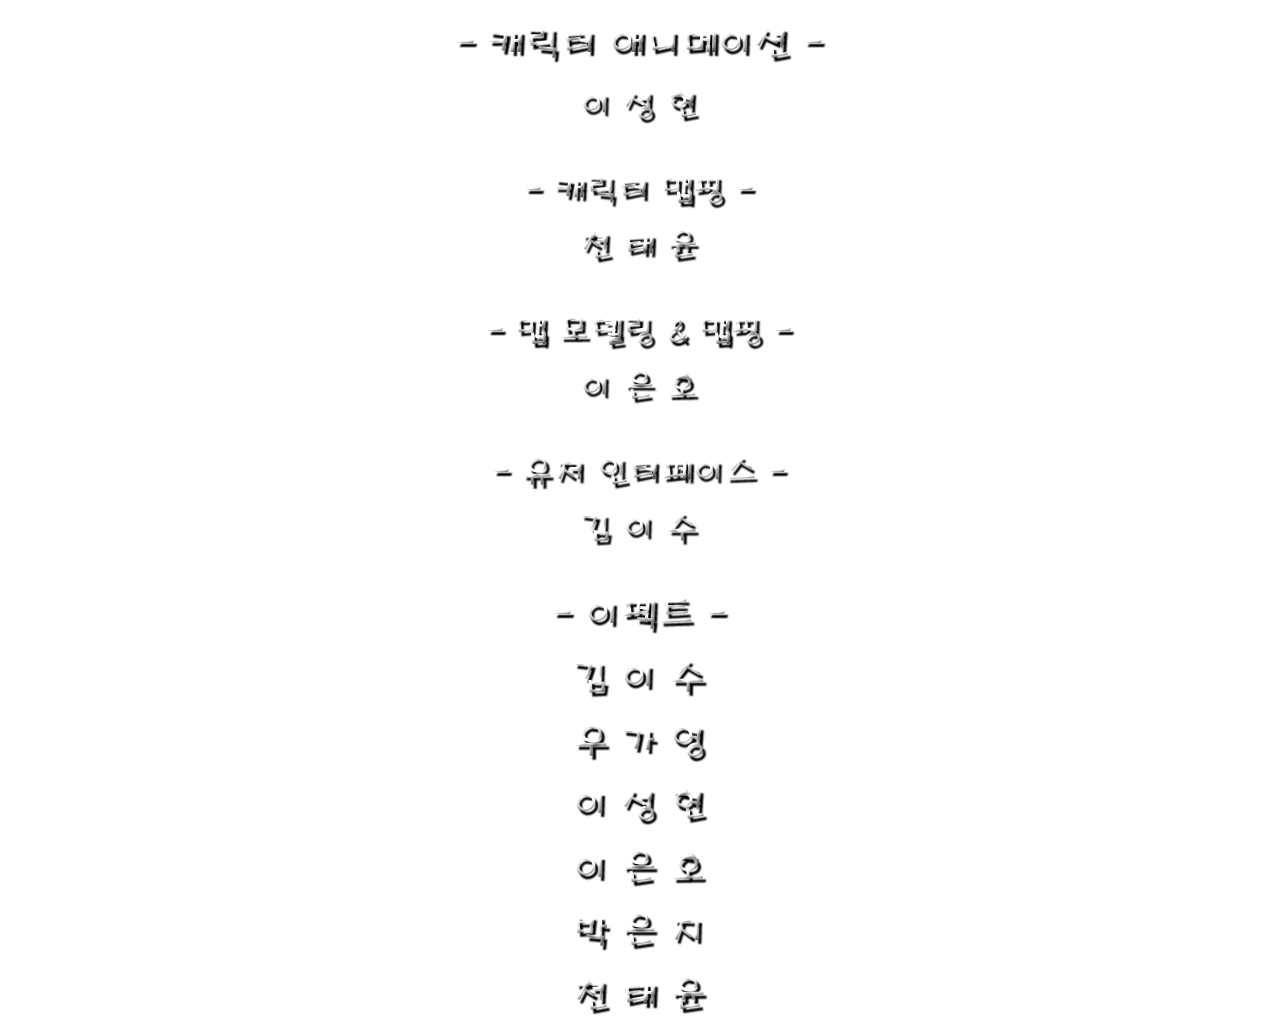 - 캐릭터 애니메이션 -
이 성 현
- 캐릭터 맵핑 -
천 태 윤
- 맵 모델링 & 맵핑 -
이 은 호
- 유저 인터페이스 -
김 이 수
- 이펙트 -
김 이 수
우 가 영
이 성 현
이 은 호
박 은 지
천 태 윤